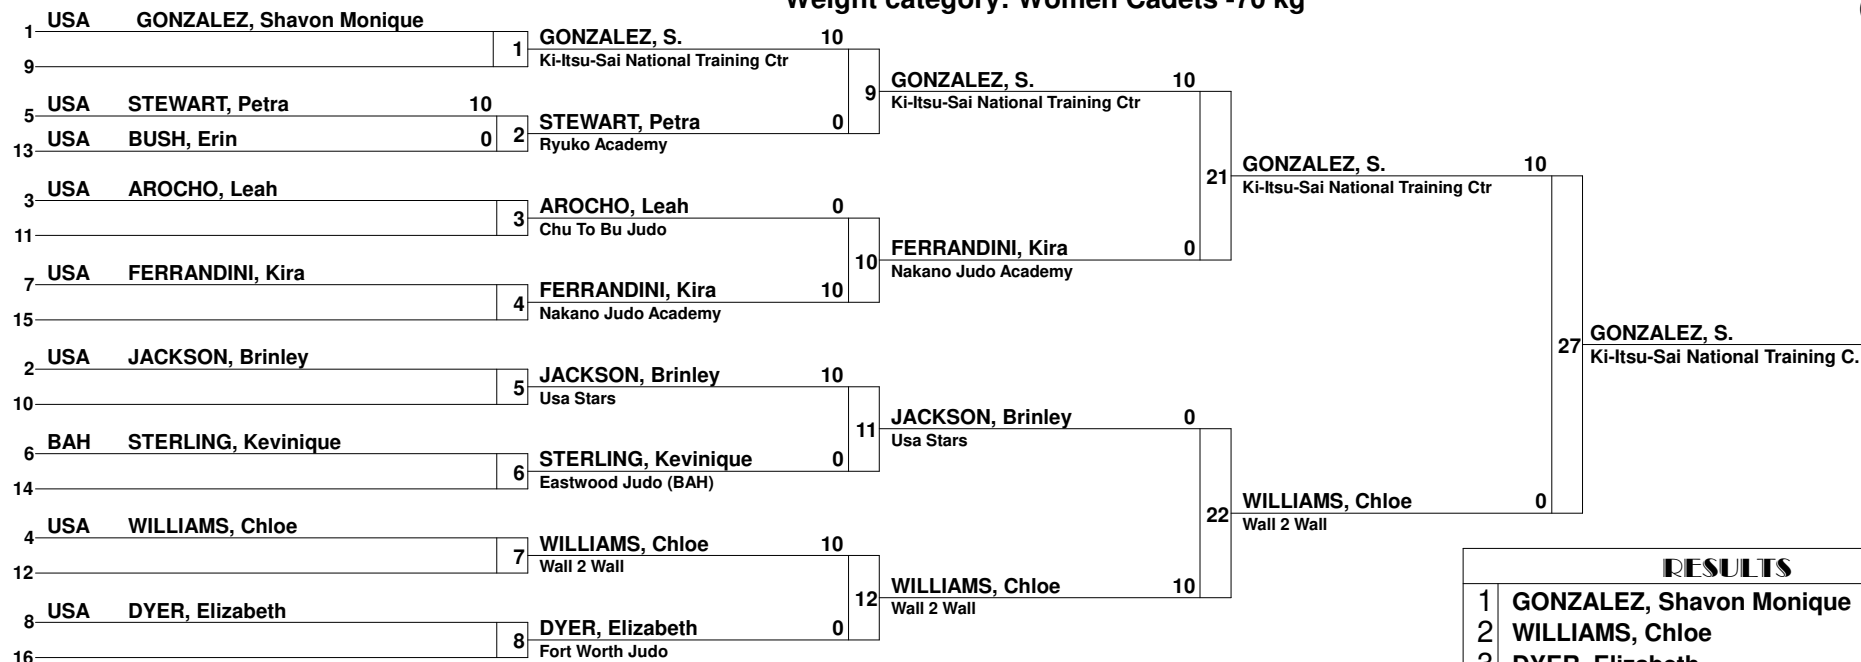 Weight category: Women Cadets -70 kg
1 USA GONZALEZ, Shavon Monique
9
1 GONZALEZ, S. 10
Ki-Itsu-Sai National Training Ctr
5 USA STEWART, Petra 10
13 USA BUSH, Erin 0
2 STEWART, Petra 0
Ryuko Academy
9 GONZALEZ, S. 10
Ki-Itsu-Sai National Training Ctr
3 USA AROCHO, Leah
11
3 AROCHO, Leah 0
Chu To Bu Judo
7 USA FERRANDINI, Kira
15
4 FERRANDINI, Kira 10
Nakano Judo Academy
10 FERRANDINI, Kira 0
Nakano Judo Academy
21 GONZALEZ, S. 10
Ki-Itsu-Sai National Training Ctr
2 USA JACKSON, Brinley
10
5 JACKSON, Brinley 10
Usa Stars
6 BAH STERLING, Kevinique
14
6 STERLING, Kevinique 0
Eastwood Judo (BAH)
11 JACKSON, Brinley 0
Usa Stars
4 USA WILLIAMS, Chloe
12
7 WILLIAMS, Chloe 10
Wall 2 Wall
8 USA DYER, Elizabeth
16
8 DYER, Elizabeth 0
Fort Worth Judo
12 WILLIAMS, Chloe 10
Wall 2 Wall
22 WILLIAMS, Chloe 0
Wall 2 Wall
27 GONZALEZ, S.
Ki-Itsu-Sai National Training C.
RESULTS
1 GONZALEZ, Shavon Monique
2 WILLIAMS, Chloe
3 DYER, Elizabeth